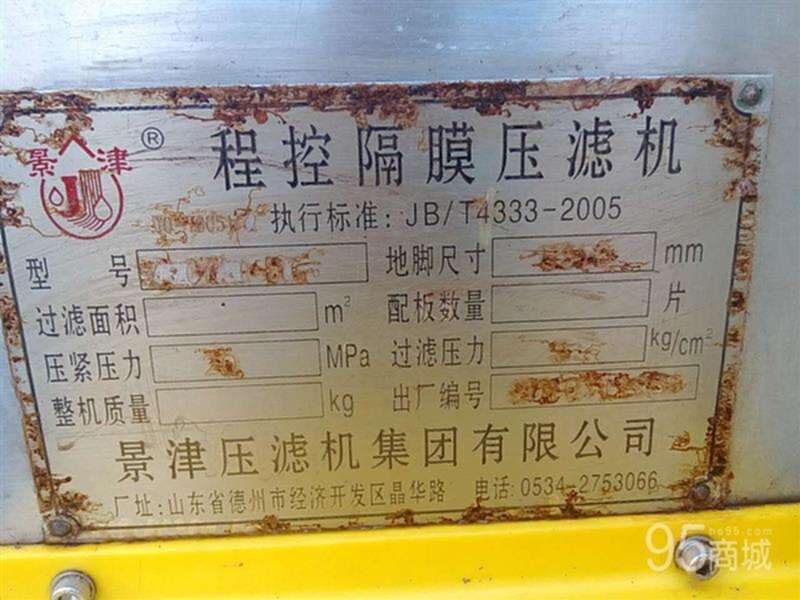 景津 ® 程控隔膜压滤机
执行标准: JB/T4333-2005
型号 地脚尺寸 mm
过滤面积 m² 配板数量 片
压紧压力 MPa 过滤压力 kg/cm²
整机质量 kg 出厂编号
景津压滤机集团有限公司
厂址:山东省德州市经济开发区晶华路 电话:0534-2753066
95商城
bs95.com